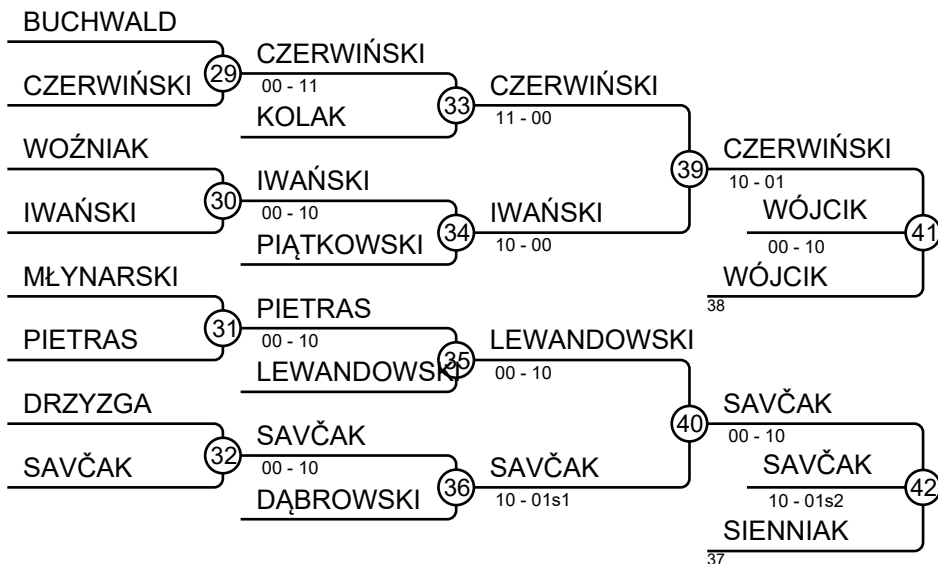 BUCHWALD
CZERWIŃSKI
29
CZERWIŃSKI
00 - 11
KOLAK
33
CZERWIŃSKI
11 - 00
WOŹNIAK
IWAŃSKI
30
IWAŃSKI
00 - 10
PIĄTKOWSKI
34
IWAŃSKI
10 - 00
39
CZERWIŃSKI
10 - 01
WÓJCIK
00 - 10
41
WÓJCIK
38
MŁYNARSKI
PIETRAS
31
PIETRAS
00 - 10
LEWANDOWSKI
35
LEWANDOWSKI
00 - 10
DRZYZGA
SAVČAK
32
SAVČAK
00 - 10
DĄBROWSKI
36
SAVČAK
10 - 01s1
40
SAVČAK
00 - 10
SAVČAK
10 - 01s2
42
SIENNIAK
37